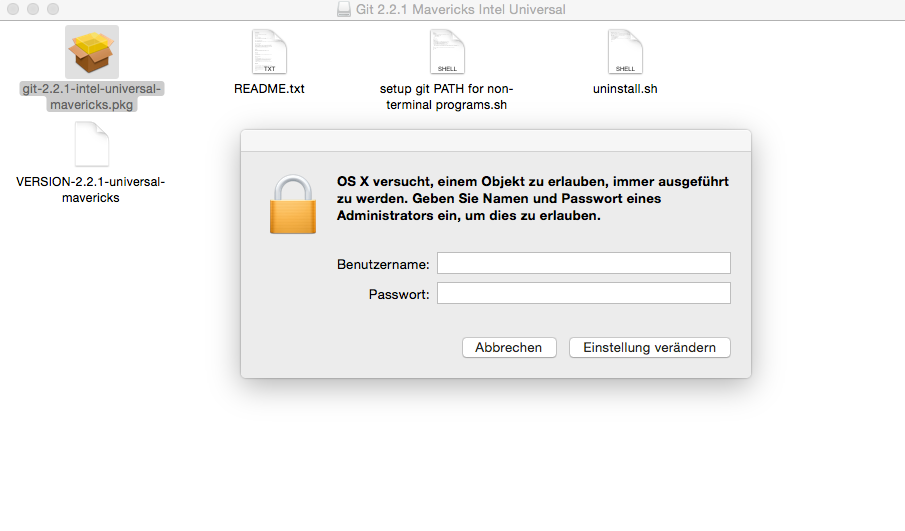 Git 2.2.1 Mavericks Intel Universal
TXT
SHELL
SHELL
git-2.2.1-intel-universal-
mavericks.pkg
README.txt
setup git PATH for non-
terminal programs.sh
uninstall.sh
VERSION-2.2.1-universal-
mavericks
OS X versucht, einem Objekt zu erlauben, immer ausgeführt
zu werden. Geben Sie Namen und Passwort eines
Administrators ein, um dies zu erlauben.
Benutzername:
Passwort:
Abbrechen
Einstellung verändern